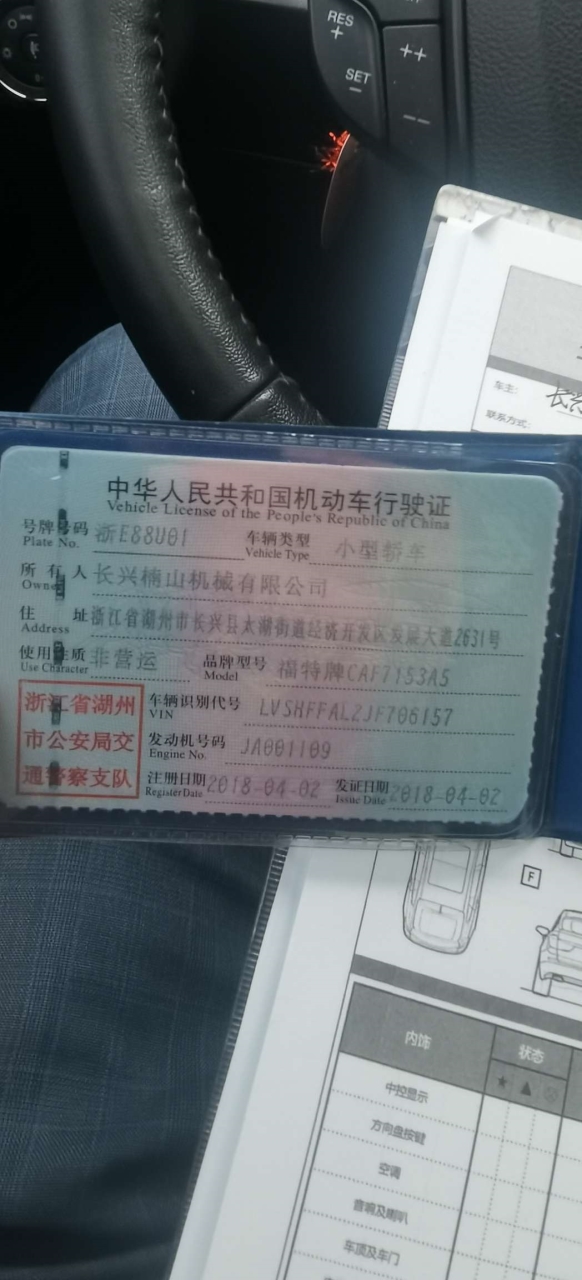 RES
+
++
SET
–
– –
车主:
联系方式:
中华人民共和国机动车行驶证
Vehicle License of the People's Republic of China
号牌号码 浙E88U01 车辆类型 小型轿车
Plate No. Vehicle Type
所有人 长兴楠山机械有限公司
Owner
住址 浙江省湖州市长兴县太湖街道经济开发区发展大道2631号
Address
使用性质 非营运 品牌型号 福特牌CAF7153A5
Use Character Model
浙江省湖州
市公安局交
通警察支队
车辆识别代号 LVSHFFAL2JF706157
VIN
发动机号码 JA001109
Engine No.
注册日期 2018-04-02 发证日期 2018-04-02
Register Date Issue Date
F
内饰 状态
★ ▲
中控显示
方向盘按键
空调
音响及喇叭
车顶及车门